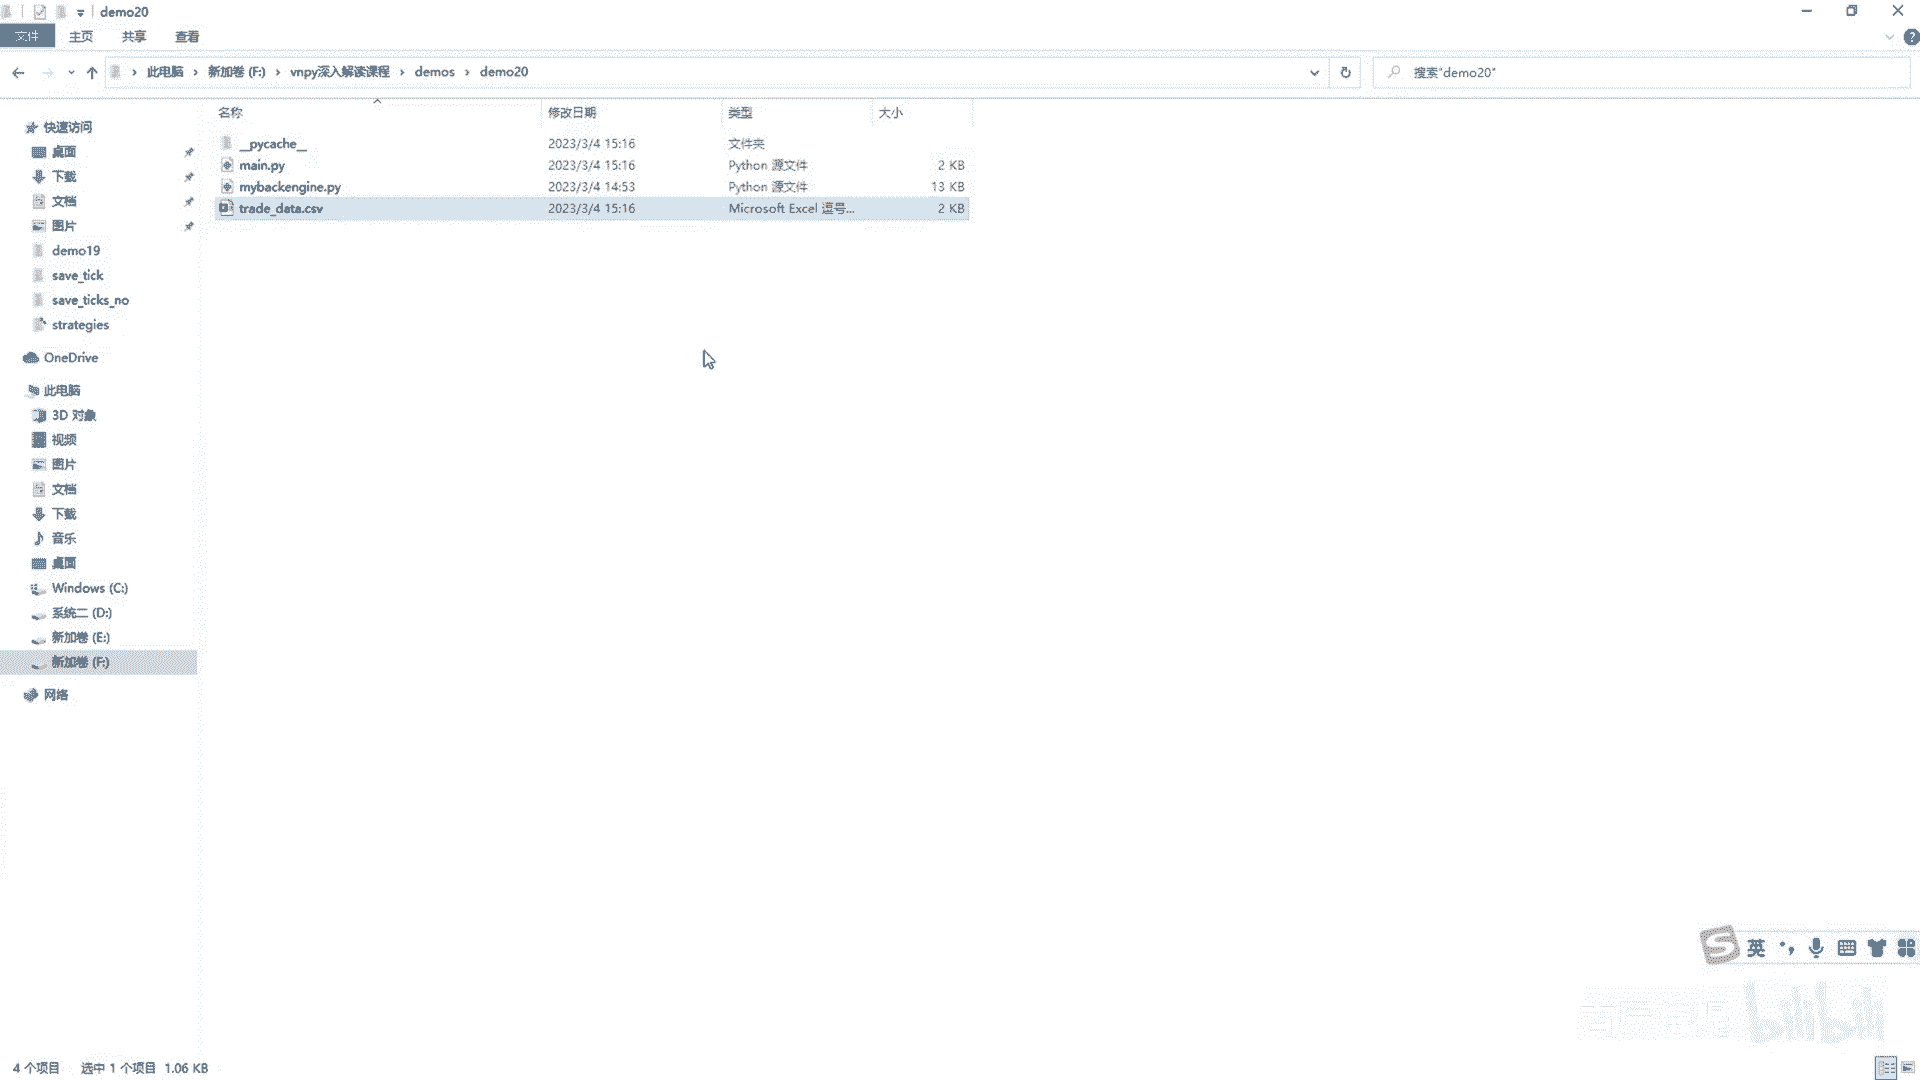 demo20
文件 主页 共享 查看
此电脑 › 新加卷 (F:) › vnpy深入解读课程 › demos › demo20
搜索"demo20"
名称 修改日期 类型 大小
__pycache__ 2023/3/4 15:16 文件夹
main.py 2023/3/4 15:16 Python 源文件 2 KB
mybackengine.py 2023/3/4 14:53 Python 源文件 13 KB
trade_data.csv 2023/3/4 15:16 Microsoft Excel 逗号... 2 KB
快速访问
桌面
下载
文档
图片
demo19
save_tick
save_ticks_no
strategies
OneDrive
此电脑
3D 对象
视频
图片
文档
下载
音乐
桌面
Windows (C:)
系统二 (D:)
新加卷 (E:)
新加卷 (F:)
网络
S 英
bilibili
4 个项目 选中 1 个项目 1.06 KB